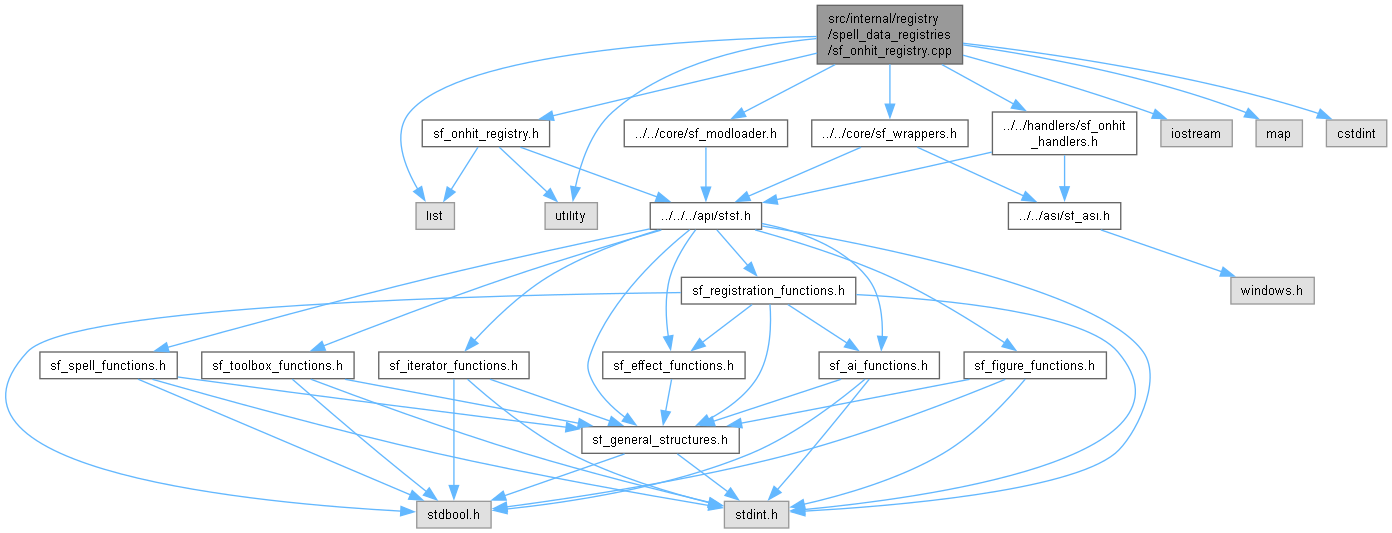 src/internal/registry
/spell_data_registries
/sf_onhit_registry.cpp
sf_onhit_registry.h
../../core/sf_modloader.h
../../core/sf_wrappers.h
../../handlers/sf_onhit
_handlers.h
iostream
map
cstdint
list
utility
../../../api/sfsf.h
../../asi/sf_asi.h
sf_registration_functions.h
windows.h
sf_spell_functions.h
sf_toolbox_functions.h
sf_iterator_functions.h
sf_effect_functions.h
sf_ai_functions.h
sf_figure_functions.h
sf_general_structures.h
stdbool.h
stdint.h